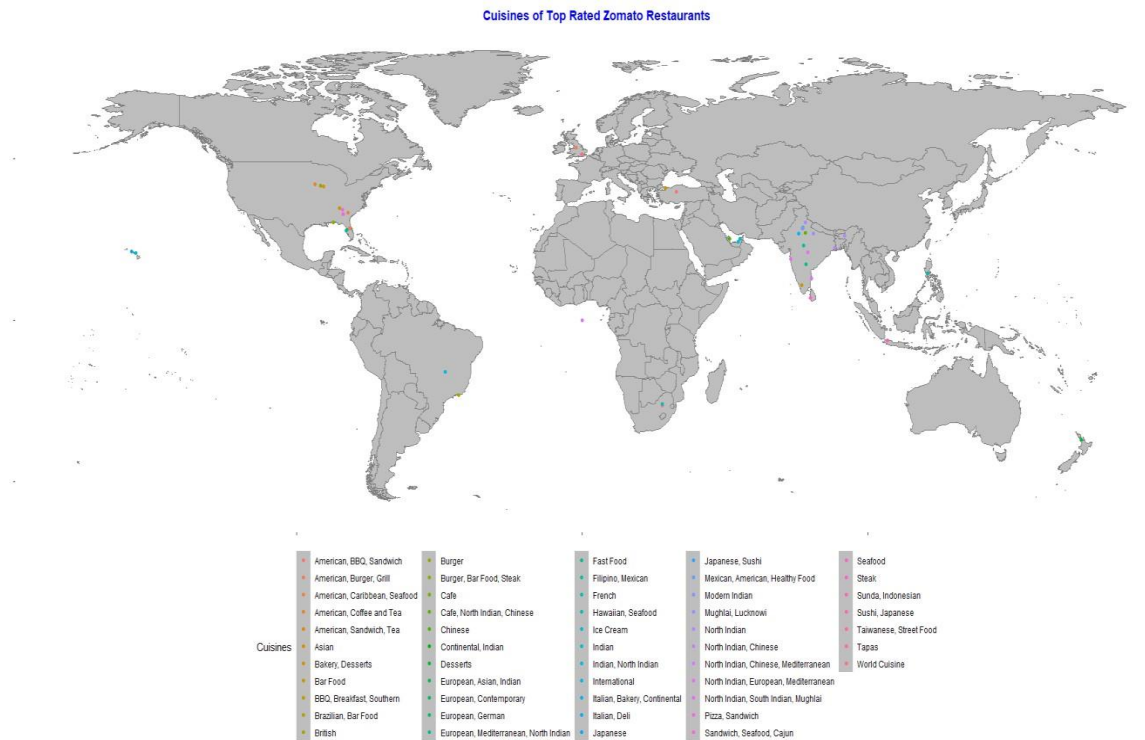 Cuisines of Top Rated Zomato Restaurants
Cuisines
American, BBQ, Sandwich
American, Burger, Grill
American, Caribbean, Seafood
American, Coffee and Tea
American, Sandwich, Tea
Asian
Bakery, Desserts
Bar Food
BBQ, Breakfast, Southern
Brazilian, Bar Food
British
Burger
Burger, Bar Food, Steak
Cafe
Cafe, North Indian, Chinese
Chinese
Continental, Indian
Desserts
European, Asian, Indian
European, Contemporary
European, German
European, Mediterranean, North Indian
Fast Food
Filipino, Mexican
French
Hawaiian, Seafood
Ice Cream
Indian
Indian, North Indian
International
Italian, Bakery, Continental
Italian, Deli
Japanese
Japanese, Sushi
Mexican, American, Healthy Food
Modern Indian
Mughlai, Lucknowi
North Indian
North Indian, Chinese
North Indian, Chinese, Mediterranean
North Indian, European, Mediterranean
North Indian, South Indian, Mughlai
Pizza, Sandwich
Sandwich, Seafood, Cajun
Seafood
Steak
Sunda, Indonesian
Sushi, Japanese
Taiwanese, Street Food
Tapas
World Cuisine